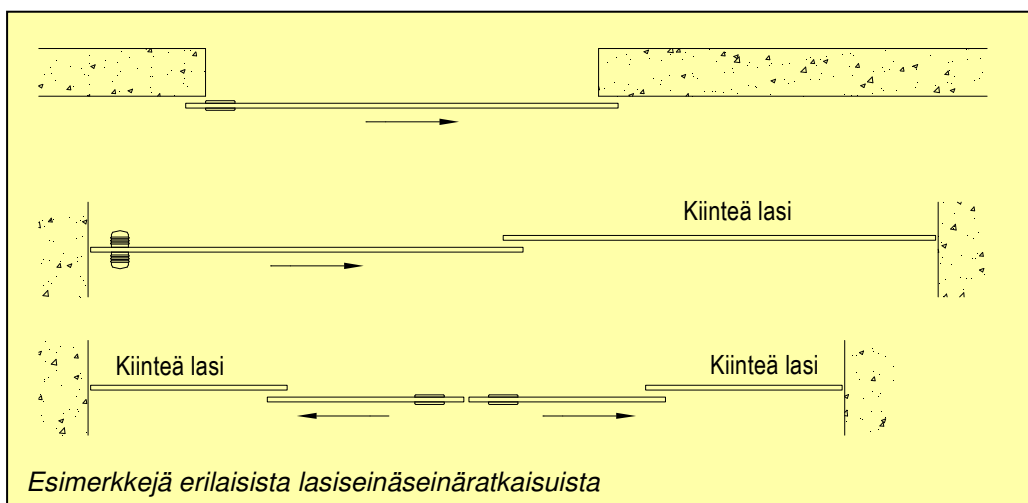 Kiinteä lasi
Kiinteä lasi Kiinteä lasi
Esimerkkejä erilaisista lasiseinäseinäratkaisuista